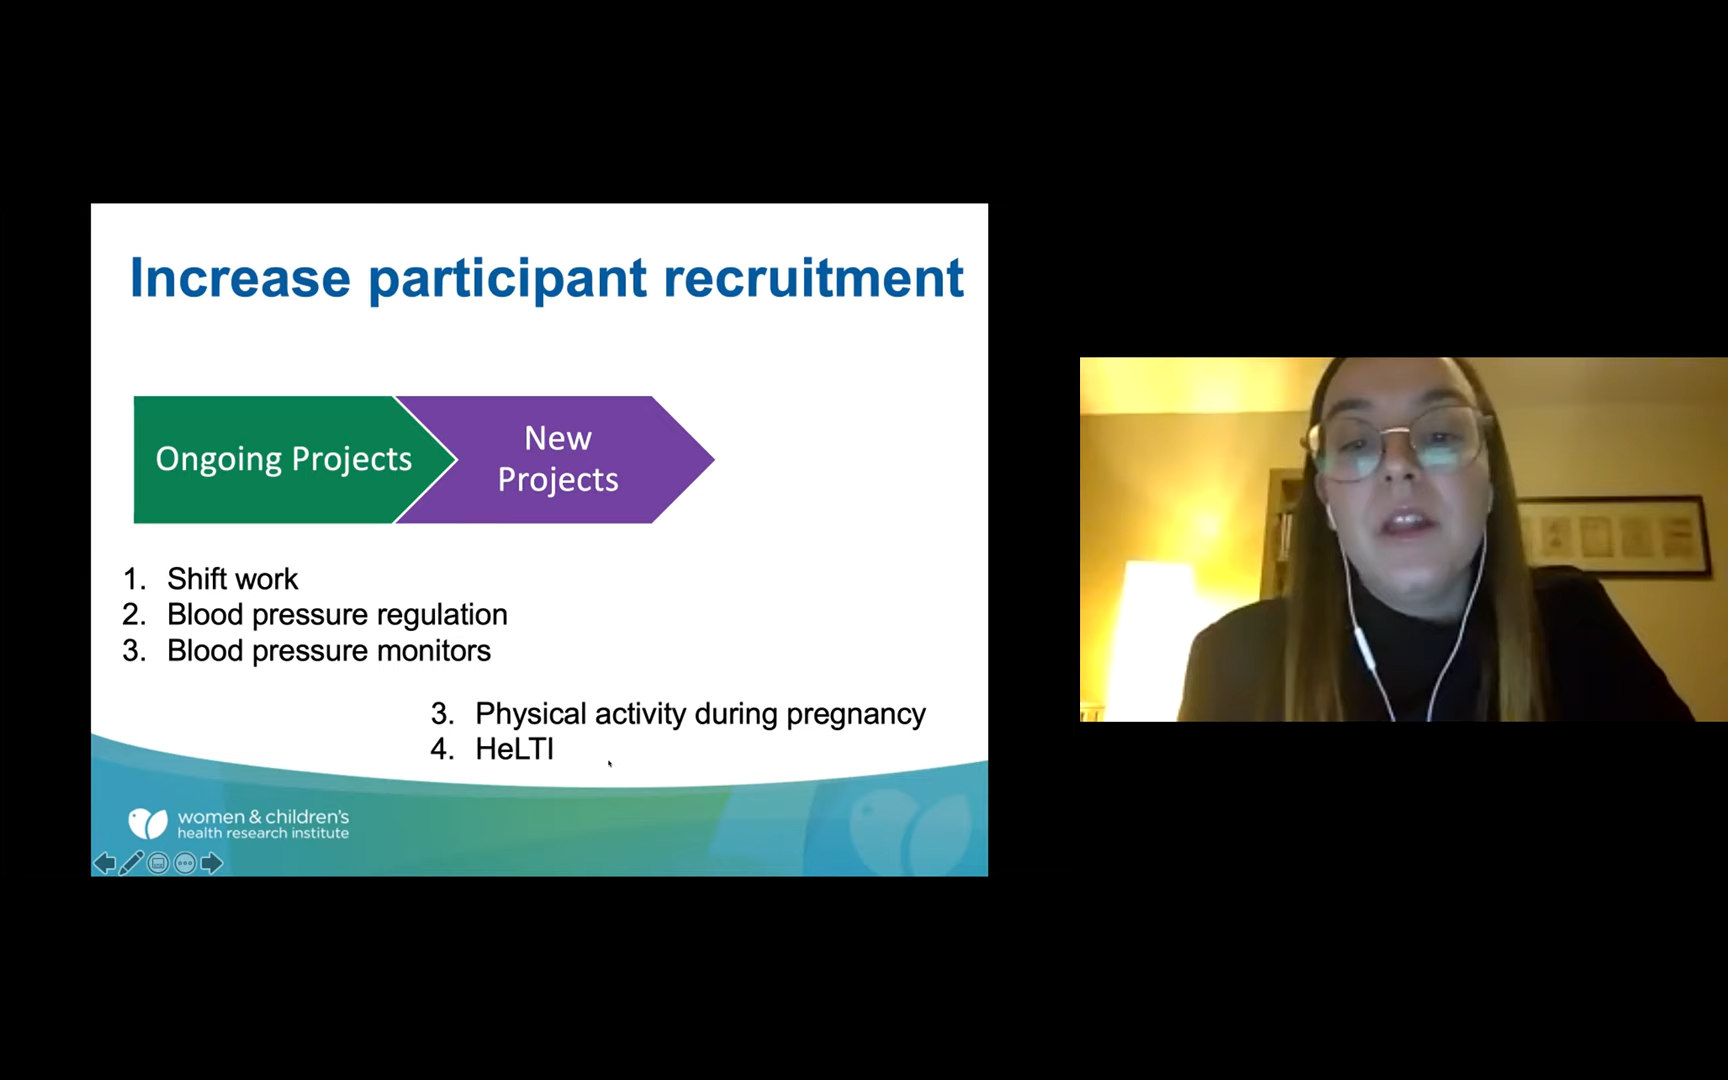 Increase participant recruitment
Ongoing Projects
New
Projects
1. Shift work
2. Blood pressure regulation
3. Blood pressure monitors
3. Physical activity during pregnancy
4. HeLTI
women & children's
health research institute